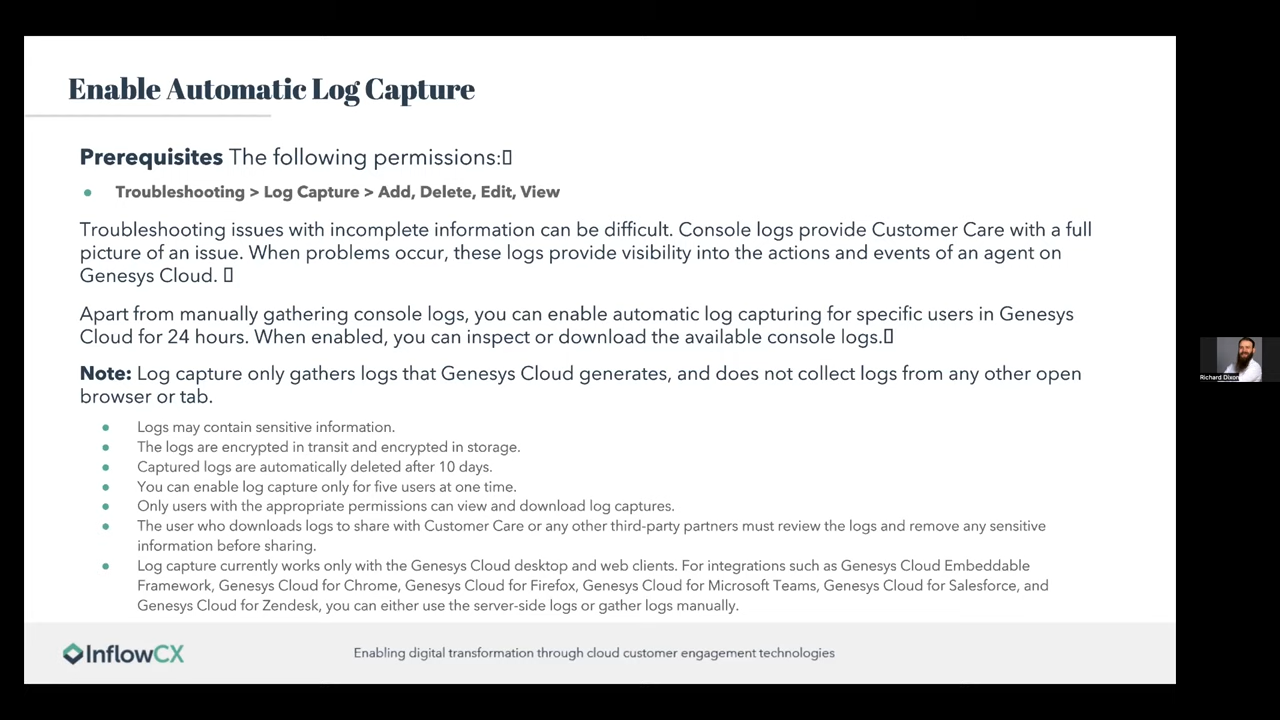 Enable Automatic Log Capture
Prerequisites The following permissions:
Troubleshooting > Log Capture > Add, Delete, Edit, View
Troubleshooting issues with incomplete information can be difficult. Console logs provide Customer Care with a full
picture of an issue. When problems occur, these logs provide visibility into the actions and events of an agent on
Genesys Cloud.
Apart from manually gathering console logs, you can enable automatic log capturing for specific users in Genesys
Cloud for 24 hours. When enabled, you can inspect or download the available console logs.
Note: Log capture only gathers logs that Genesys Cloud generates, and does not collect logs from any other open
browser or tab.
Logs may contain sensitive information.
The logs are encrypted in transit and encrypted in storage.
Captured logs are automatically deleted after 10 days.
You can enable log capture only for five users at one time.
Only users with the appropriate permissions can view and download log captures.
The user who downloads logs to share with Customer Care or any other third-party partners must review the logs and remove any sensitive
information before sharing.
Log capture currently works only with the Genesys Cloud desktop and web clients. For integrations such as Genesys Cloud Embeddable
Framework, Genesys Cloud for Chrome, Genesys Cloud for Firefox, Genesys Cloud for Microsoft Teams, Genesys Cloud for Salesforce, and
Genesys Cloud for Zendesk, you can either use the server-side logs or gather logs manually.
InflowCX
Enabling digital transformation through cloud customer engagement technologies
Richard Dixon